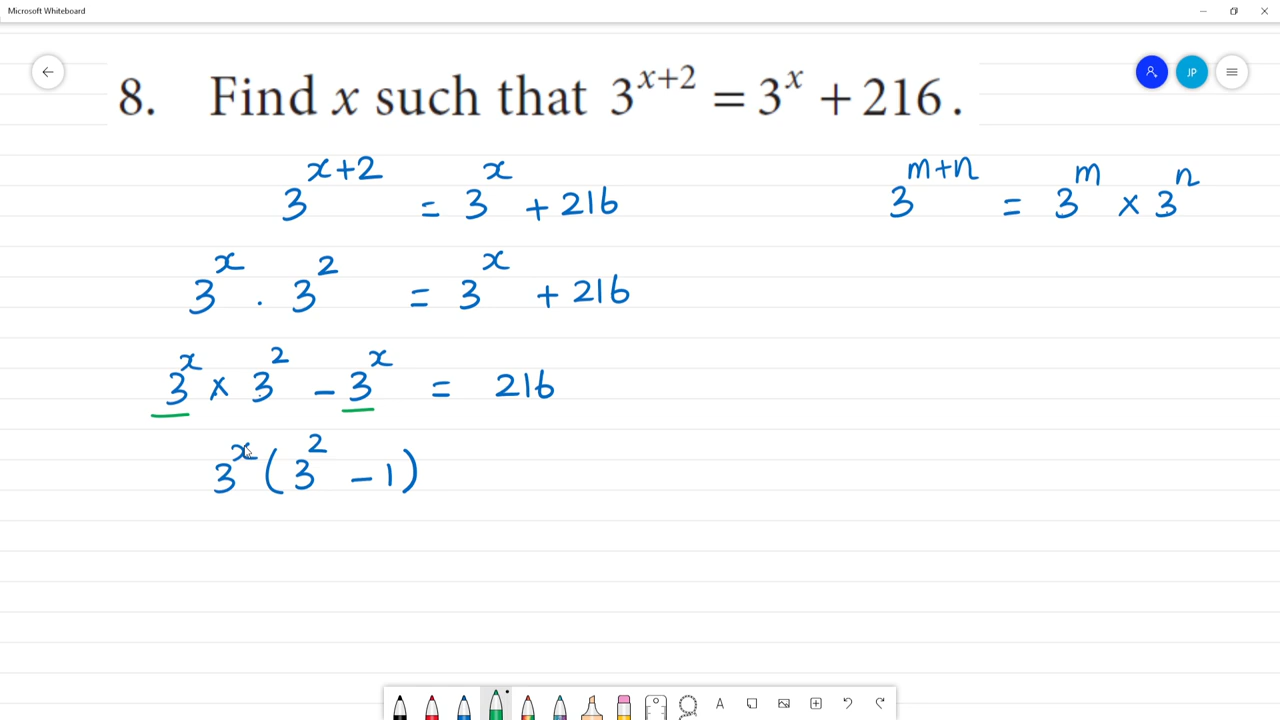 Microsoft Whiteboard
JP
8. Find x such that 3^{x+2} = 3^x + 216.
3^{x+2} = 3^x + 216
3^{m+n} = 3^m × 3^n
3^x . 3^2 = 3^x + 216
3^x × 3^2 – 3^x = 216
3^x (3^2 – 1)
A